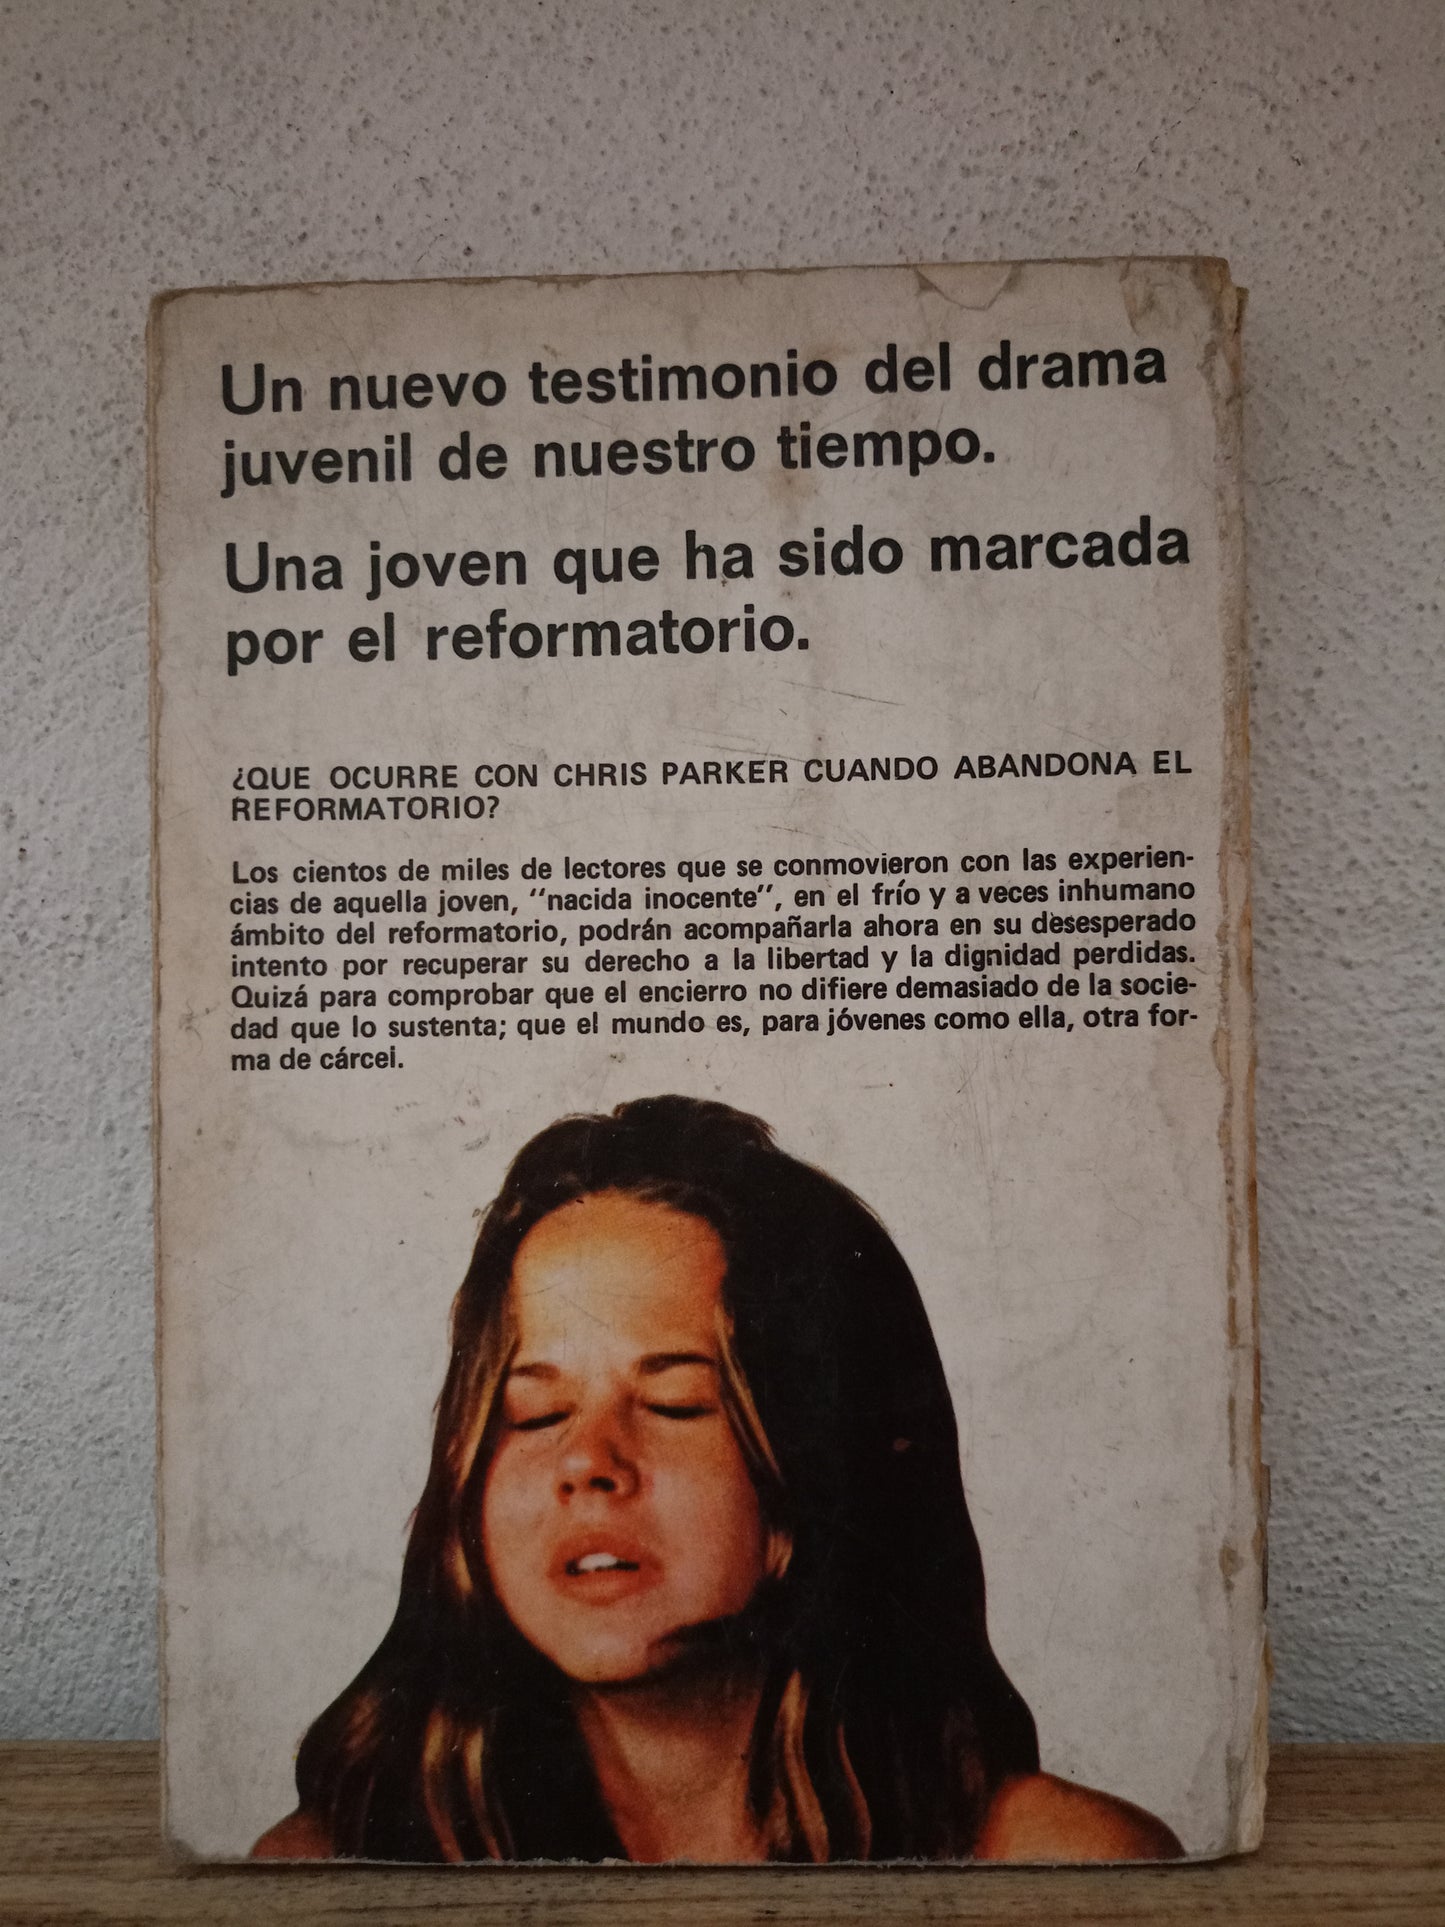 Un nuevo testimonio del drama
juvenil de nuestro tiempo.
Una joven que ha sido marcada
por el reformatorio.
¿QUE OCURRE CON CHRIS PARKER CUANDO ABANDONA EL
REFORMATORIO?
Los cientos de miles de lectores que se conmovieron con las experien-
cias de aquella joven, "nacida inocente", en el frío y a veces inhumano
ámbito del reformatorio, podrán acompañarla ahora en su desesperado
intento por recuperar su derecho a la libertad y la dignidad perdidas.
Quizá para comprobar que el encierro no difiere demasiado de la socie-
dad que lo sustenta; que el mundo es, para jóvenes como ella, otra for-
ma de cárcel.